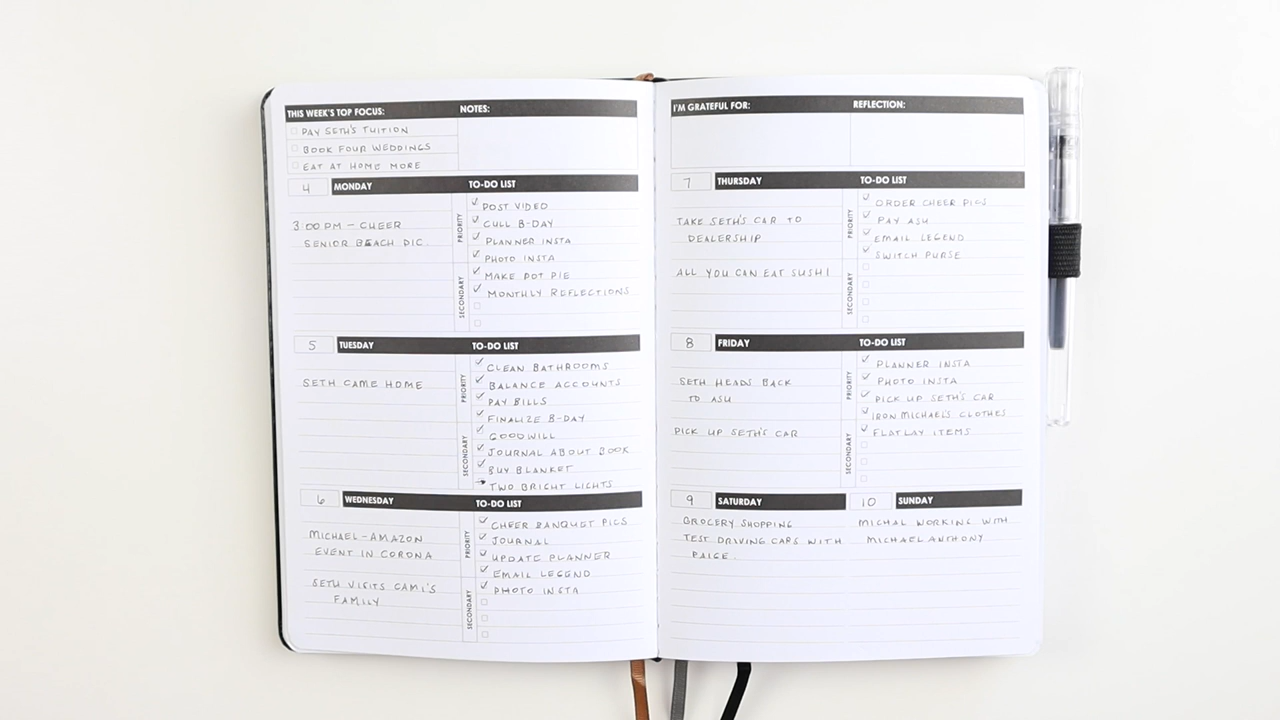 THIS WEEK'S TOP FOCUS:
NOTES:
PAY SETH'S TUITION
BOOK FOUR WEDDINGS
EAT AT HOME MORE
4 MONDAY
TO-DO LIST
3:00 PM - CHEER
SENIOR BEACH PIC
PRIORITY
SECONDARY
POST VIDEO
CULL B-DAY
PLANNER INSTA
PHOTO INSTA
MAKE POT PIE
MONTHLY REFLECTIONS
5 TUESDAY
TO-DO LIST
SETH CAME HOME
PRIORITY
SECONDARY
CLEAN BATHROOMS
BALANCE ACCOUNTS
PAY BILLS
FINALIZE B-DAY
GOODWILL
JOURNAL ABOUT BOOK
BUY BLANKET
TWO BRIGHT LIGHTS
6 WEDNESDAY
TO-DO LIST
MICHAEL - AMAZON
EVENT IN CORONA
SETH VISITS CAMI'S
FAMILY
PRIORITY
SECONDARY
CHEER BANQUET PICS
JOURNAL
UPDATE PLANNER
EMAIL LEGEND
PHOTO INSTA
I'M GRATEFUL FOR:
REFLECTION:
7 THURSDAY
TO-DO LIST
TAKE SETH'S CAR TO
DEALERSHIP
ALL YOU CAN EAT SUSHI
PRIORITY
SECONDARY
ORDER CHEER PICS
PAY ASU
EMAIL LEGEND
SWITCH PURSE
8 FRIDAY
TO-DO LIST
SETH HEADS BACK
TO ASU
PICK UP SETH'S CAR
PRIORITY
SECONDARY
PLANNER INSTA
PHOTO INSTA
PICK UP SETH'S CAR
IRON MICHAEL'S CLOTHES
FLATLAY ITEMS
9 SATURDAY
GROCERY SHOPPING
TEST DRIVING CARS WITH
PAIGE.
10 SUNDAY
MICHAL WORKING WITH
MICHAEL ANTHONY